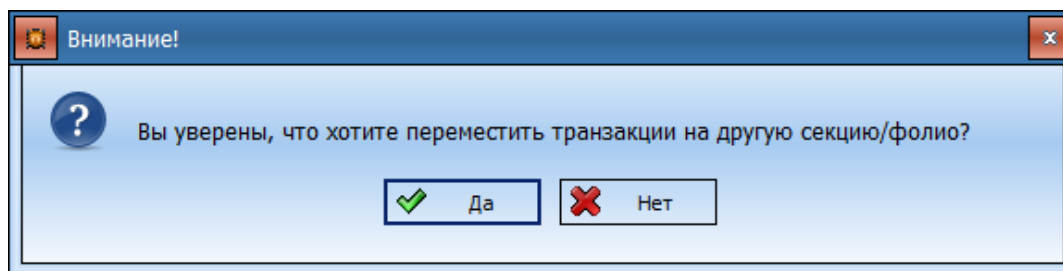 Внимание!
Вы уверены, что хотите переместить транзакции на другую секцию/фолио?
Да
Нет